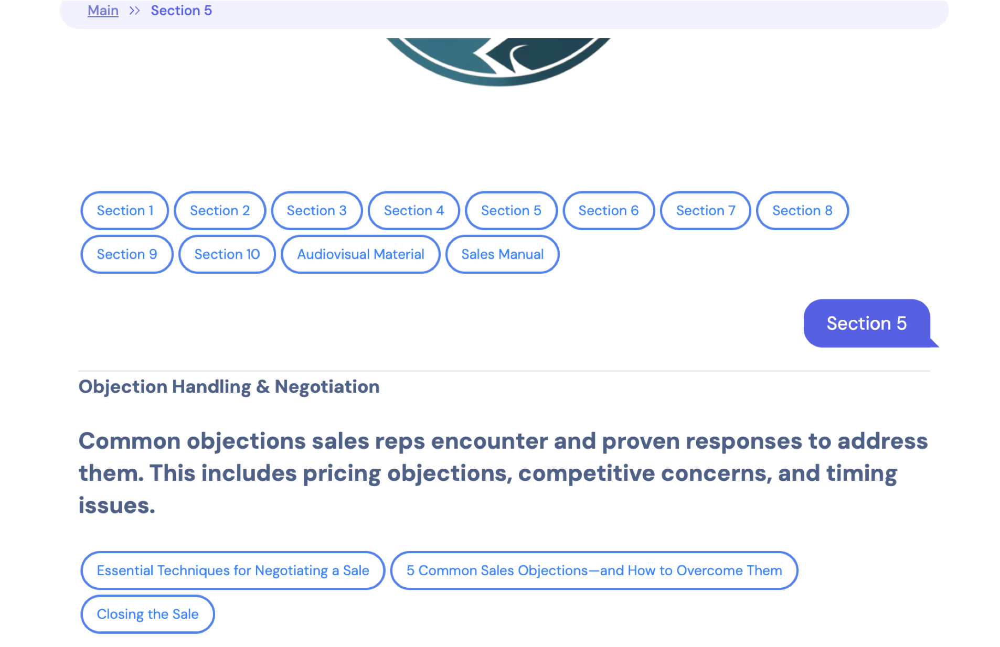 Main >> Section 5
Section 1 Section 2 Section 3 Section 4 Section 5 Section 6 Section 7 Section 8
Section 9 Section 10 Audiovisual Material Sales Manual
Section 5
Objection Handling & Negotiation
Common objections sales reps encounter and proven responses to address
them. This includes pricing objections, competitive concerns, and timing
issues.
Essential Techniques for Negotiating a Sale 5 Common Sales Objections—and How to Overcome Them
Closing the Sale